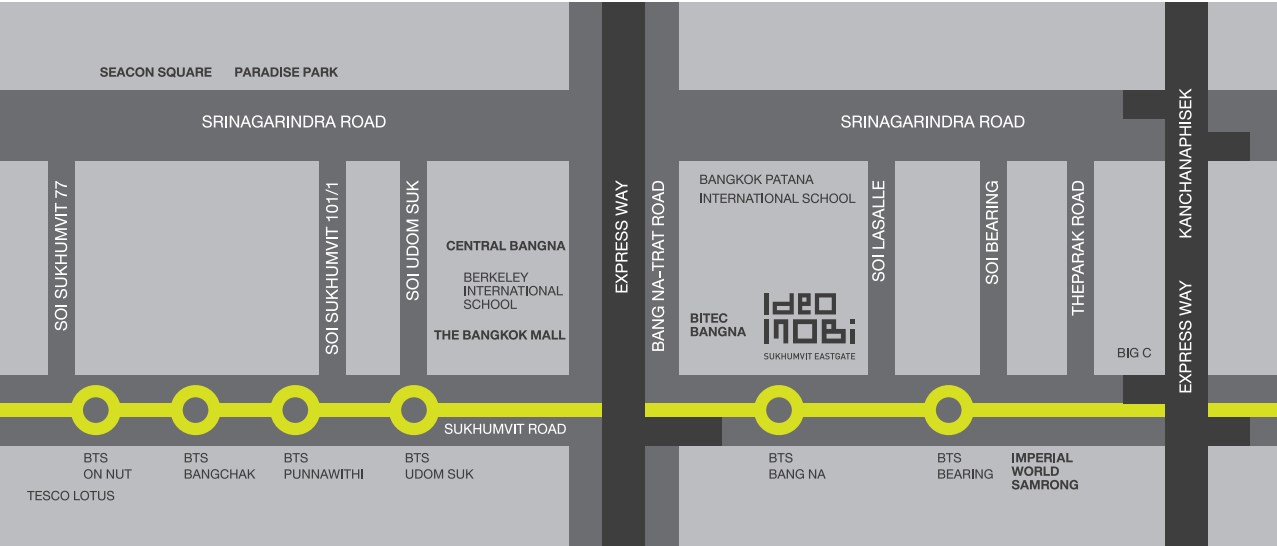 SEACON SQUARE
PARADISE PARK
SRINAGARINDRA ROAD
SRINAGARINDRA ROAD
SOI SUKHUMVIT 77
SOI SUKHUMVIT 101/1
SOI UDOM SUK
CENTRAL BANGNA
BERKELEY
INTERNATIONAL
SCHOOL
THE BANGKOK MALL
EXPRESS WAY
BANG NA-TRAT ROAD
BANGKOK PATANA
INTERNATIONAL SCHOOL
BITEC
BANGNA
IdEO
MOBi
SUKHUMVIT EASTGATE
SOI LASALLE
SOI BEARING
THEPARAK ROAD
BIG C
EXPRESS WAY
KANCHANAPHISEK
SUKHUMVIT ROAD
BTS
ON NUT
BTS
BANGCHAK
BTS
PUNNAWITHI
BTS
UDOM SUK
BTS
BANG NA
BTS
BEARING
IMPERIAL
WORLD
SAMRONG
TESCO LOTUS